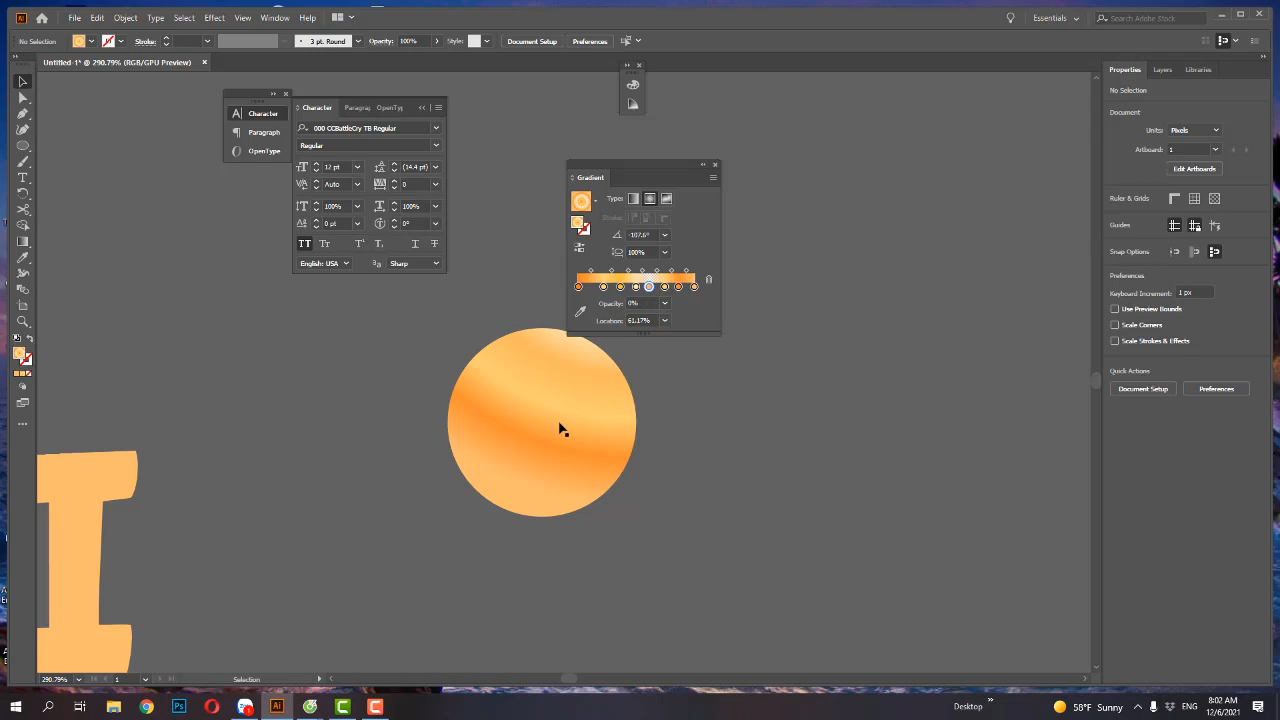 Ai File Edit Object Type Select Effect View Window Help Essentials Search Adobe Stock
No Selection Stroke: 3 pt. Round Opacity: 100% Style: Document Setup Preferences
Untitled-1* @ 290.79% (RGB/GPU Preview)
Properties Layers Libraries
No Selection
Document
Units: Pixels
Artboard: 1
Edit Artboards
Ruler & Grids
Guides
Snap Options
Preferences
Keyboard Increment: 1 px
Use Preview Bounds
Scale Corners
Scale Strokes & Effects
Quick Actions
Document Setup Preferences
Character
Paragraph
OpenType
Character Paragra OpenTyp
000 CCBattleCry TB Regular
Regular
12 pt (14.4 pt)
Auto 0
100% 100%
0 pt 0°
English: USA Sharp
Gradient
Type:
Stroke:
-107.6°
100%
Opacity: 0%
Location: 61.17%
I
290.79% 1 Selection
Desktop 58°F Sunny ENG 8:02 AM
12/6/2021